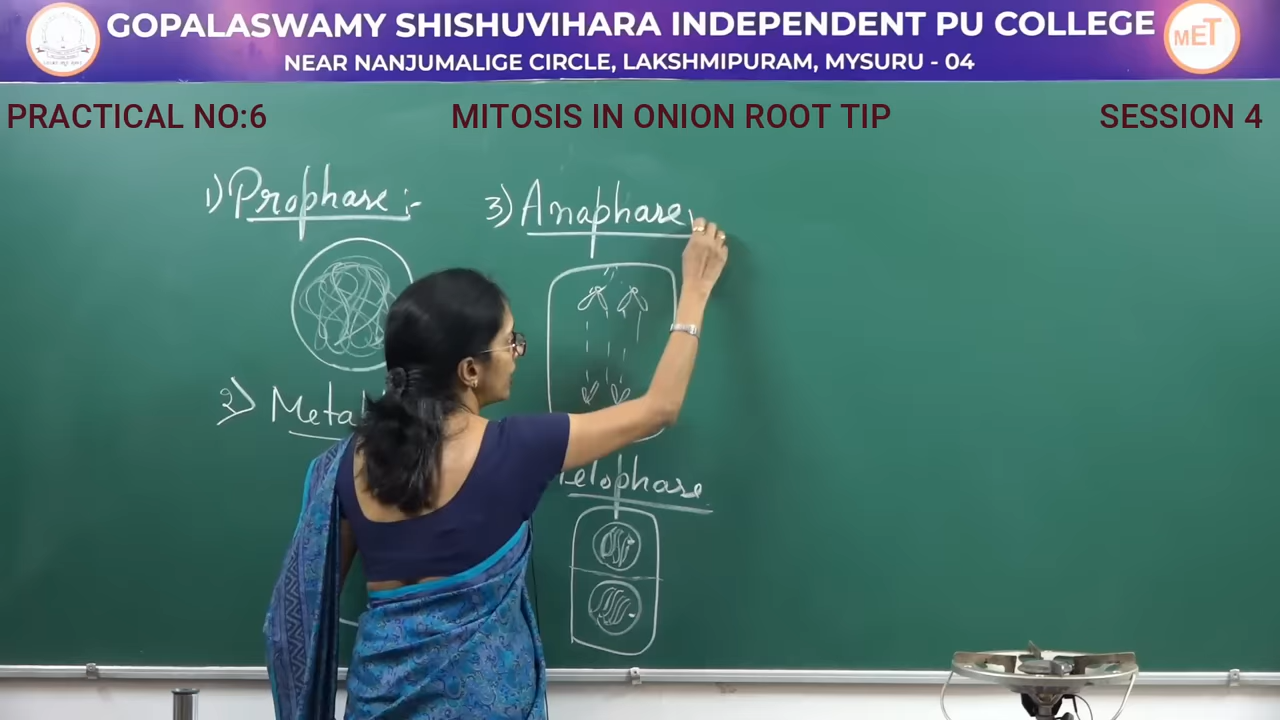 GOPALASWAMY SHISHUVIHARA INDEPENDENT PU COLLEGE
NEAR NANJUMALIGE CIRCLE, LAKSHMIPURAM, MYSURU - 04
MET
PRACTICAL NO:6 MITOSIS IN ONION ROOT TIP SESSION 4
1) Prophase :-
3) Anaphase
2) Meta
Telophase